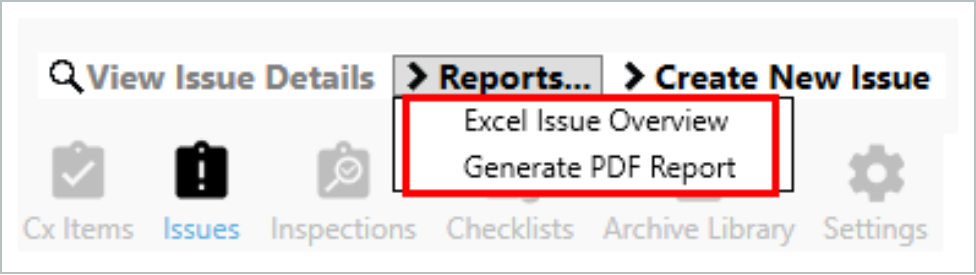 View Issue Details Reports... Create New Issue
Excel Issue Overview
Generate PDF Report
Cx Items Issues Inspections Checklists Archive Library Settings